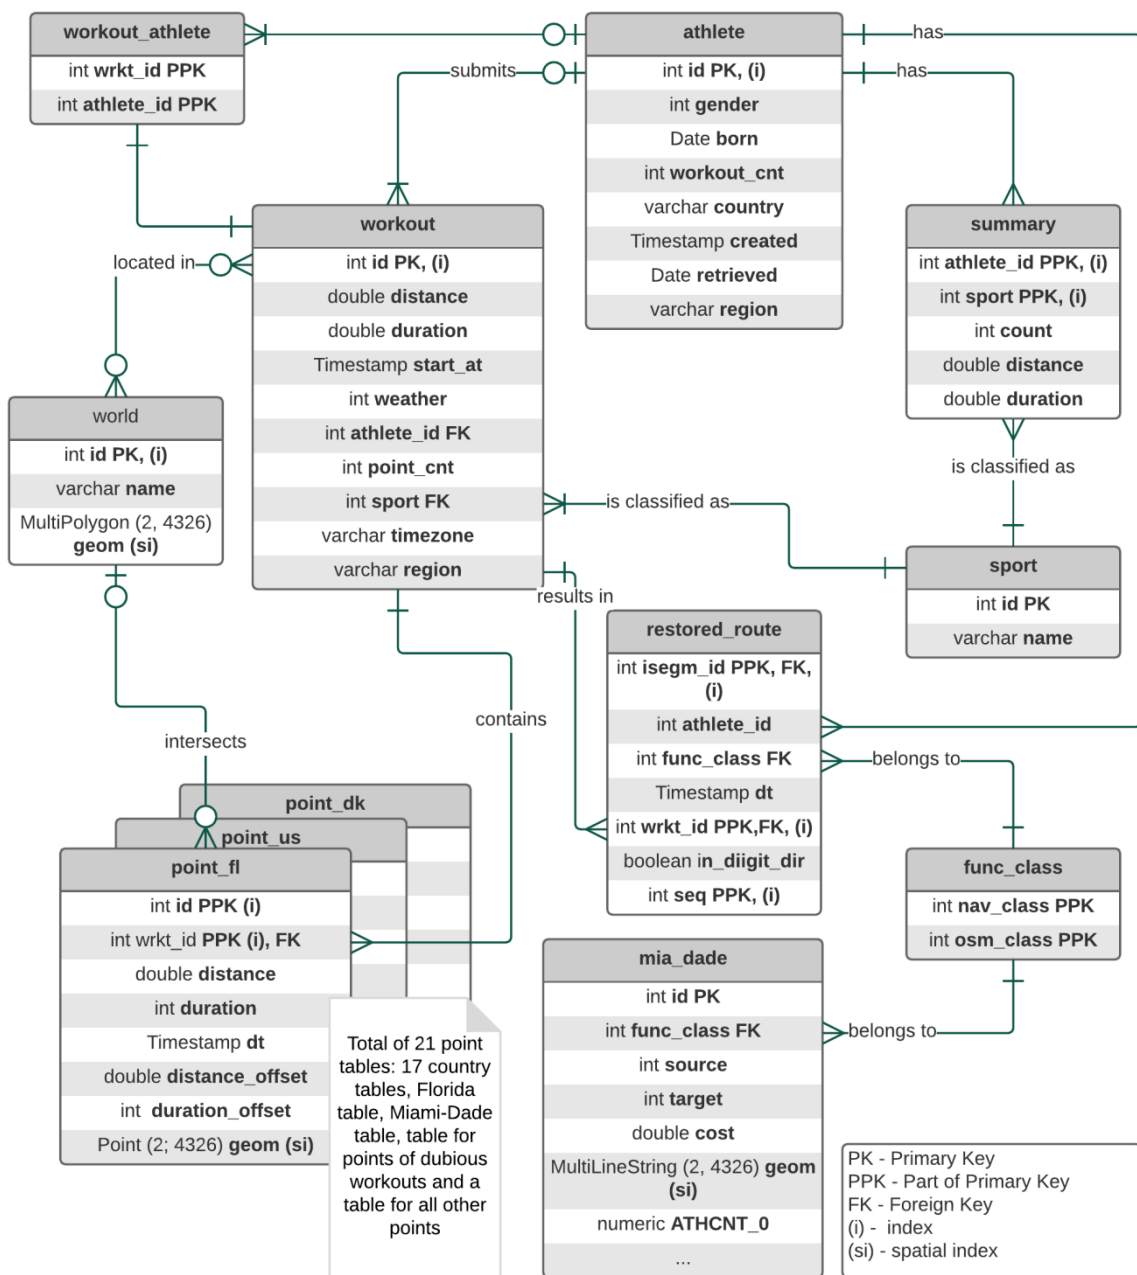 workout_athlete
int wrkt_id PPK
int athlete_id PPK
athlete
int id PK, (i)
int gender
Date born
int workout_cnt
varchar country
Timestamp created
Date retrieved
varchar region
has
has
submits
workout
int id PK, (i)
double distance
double duration
Timestamp start_at
int weather
int athlete_id FK
int point_cnt
int sport FK
varchar timezone
varchar region
summary
int athlete_id PPK, (i)
int sport PPK, (i)
int count
double distance
double duration
located in
world
int id PK, (i)
varchar name
MultiPolygon (2, 4326)
geom (si)
is classified as
is classified as
sport
int id PK
varchar name
results in
restored_route
int isegm_id PPK, FK,
(i)
int athlete_id
int func_class FK
Timestamp dt
int wrkt_id PPK,FK, (i)
boolean in_diigit_dir
int seq PPK, (i)
contains
intersects
belongs to
point_dk
point_us
point_fl
int id PPK (i)
int wrkt_id PPK (i), FK
double distance
int duration
Timestamp dt
double distance_offset
int duration_offset
Point (2; 4326) geom (si)
func_class
int nav_class PPK
int osm_class PPK
belongs to
mia_dade
int id PK
int func_class FK
int source
int target
double cost
MultiLineString (2, 4326) geom
(si)
numeric ATHCNT_0
...
Total of 21 point
tables: 17 country
tables, Florida
table, Miami-Dade
table, table for
points of dubious
workouts and a
table for all other
points
PK - Primary Key
PPK - Part of Primary Key
FK - Foreign Key
(i) - index
(si) - spatial index